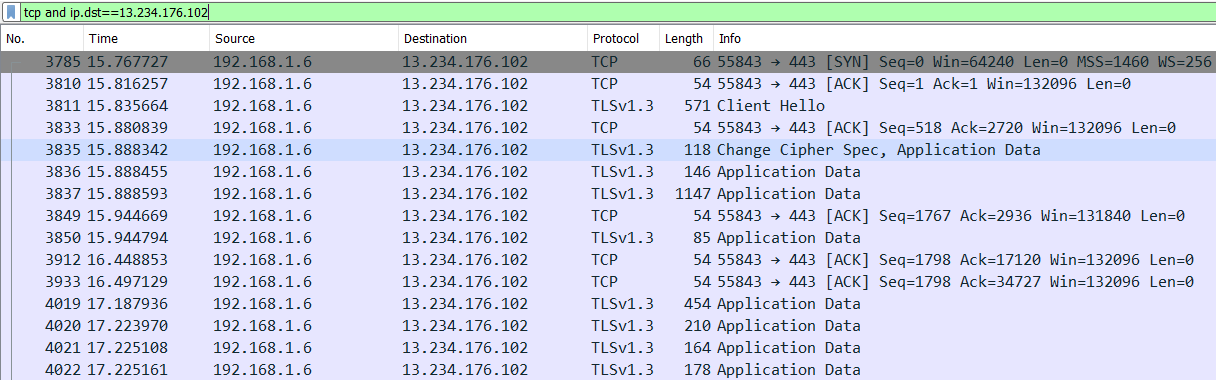 tcp and ip.dst==13.234.176.102
No. Time Source Destination Protocol Length Info
3785 15.767727 192.168.1.6 13.234.176.102 TCP 66 55843 → 443 [SYN] Seq=0 Win=64240 Len=0 MSS=1460 WS=256
3810 15.816257 192.168.1.6 13.234.176.102 TCP 54 55843 → 443 [ACK] Seq=1 Ack=1 Win=132096 Len=0
3811 15.835664 192.168.1.6 13.234.176.102 TLSv1.3 571 Client Hello
3833 15.880839 192.168.1.6 13.234.176.102 TCP 54 55843 → 443 [ACK] Seq=518 Ack=2720 Win=132096 Len=0
3835 15.888342 192.168.1.6 13.234.176.102 TLSv1.3 118 Change Cipher Spec, Application Data
3836 15.888455 192.168.1.6 13.234.176.102 TLSv1.3 146 Application Data
3837 15.888593 192.168.1.6 13.234.176.102 TLSv1.3 1147 Application Data
3849 15.944669 192.168.1.6 13.234.176.102 TCP 54 55843 → 443 [ACK] Seq=1767 Ack=2936 Win=131840 Len=0
3850 15.944794 192.168.1.6 13.234.176.102 TLSv1.3 85 Application Data
3912 16.448853 192.168.1.6 13.234.176.102 TCP 54 55843 → 443 [ACK] Seq=1798 Ack=17120 Win=132096 Len=0
3933 16.497129 192.168.1.6 13.234.176.102 TCP 54 55843 → 443 [ACK] Seq=1798 Ack=34727 Win=132096 Len=0
4019 17.187936 192.168.1.6 13.234.176.102 TLSv1.3 454 Application Data
4020 17.223970 192.168.1.6 13.234.176.102 TLSv1.3 210 Application Data
4021 17.225108 192.168.1.6 13.234.176.102 TLSv1.3 164 Application Data
4022 17.225161 192.168.1.6 13.234.176.102 TLSv1.3 178 Application Data